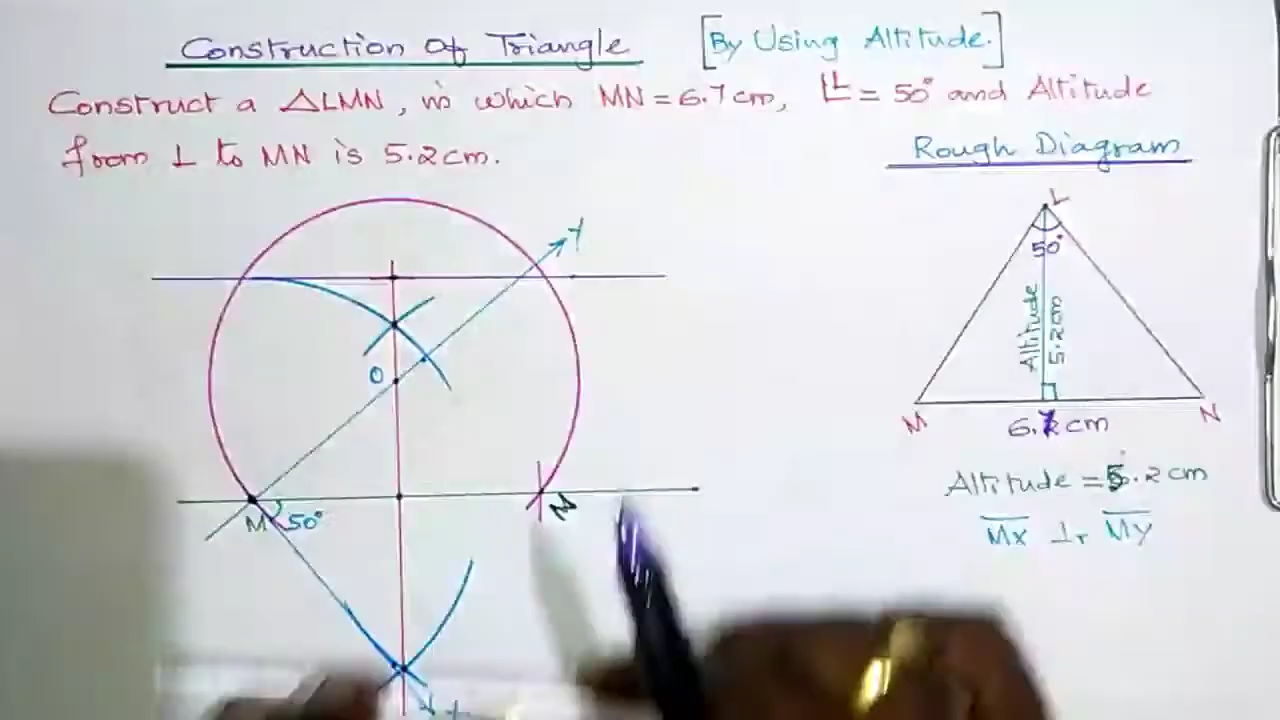 Construction Of Triangle [By Using Altitude.]
Construct a △LMN, in which MN = 6.7 cm, ∠L = 50° and Altitude
from L to MN is 5.2 cm.
Rough Diagram
L
50°
Altitude
5.2cm
M
6.7 cm
N
Altitude = 5.2 cm
MX ⊥r MY
Y
O
M
50°
N
X